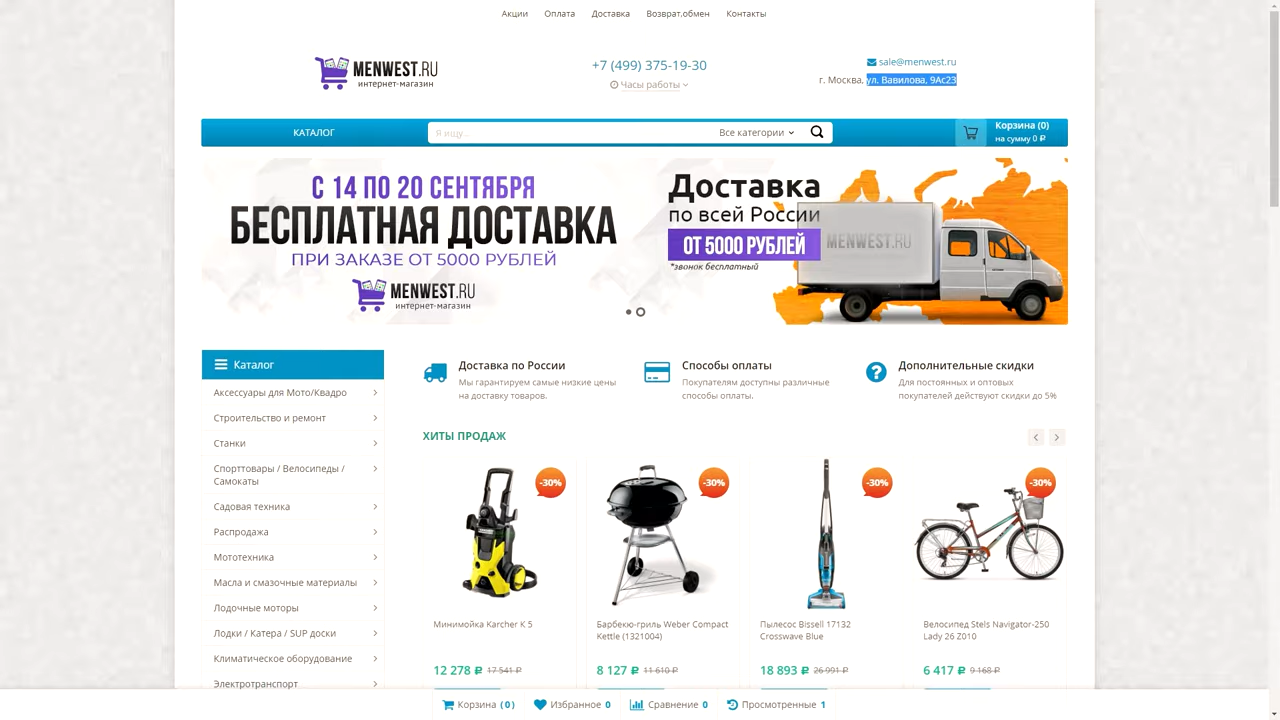 Акции Оплата Доставка Возврат,обмен Контакты
MENWEST.RU
интернет-магазин
+7 (499) 375-19-30
Часы работы
sale@menwest.ru
г. Москва, ул. Вавилова, 9Ас23
КАТАЛОГ
Я ищу...
Все категории
Корзина (0)
на сумму 0 ₽
С 14 ПО 20 СЕНТЯБРЯ
БЕСПЛАТНАЯ ДОСТАВКА
ПРИ ЗАКАЗЕ ОТ 5000 РУБЛЕЙ
MENWEST.RU
интернет-магазин
Доставка
по всей России
ОТ 5000 РУБЛЕЙ
*звонок бесплатный
MENWEST.RU
Каталог
Аксессуары для Мото/Квадро
Строительство и ремонт
Станки
Спорттовары / Велосипеды /
Самокаты
Садовая техника
Распродажа
Мототехника
Масла и смазочные материалы
Лодочные моторы
Лодки / Катера / SUP доски
Климатическое оборудование
Электротранспорт
Доставка по России
Мы гарантируем самые низкие цены
на доставку товаров.
Способы оплаты
Покупателям доступны различные
способы оплаты.
Дополнительные скидки
Для постоянных и оптовых
покупателей действуют скидки до 5%
ХИТЫ ПРОДАЖ
-30%
Минимойка Karcher K 5
12 278 ₽ 17 541 ₽
-30%
Барбекю-гриль Weber Compact
Kettle (1321004)
8 127 ₽ 11 610 ₽
-30%
Пылесос Bissell 17132
Crosswave Blue
18 893 ₽ 26 991 ₽
-30%
Велосипед Stels Navigator-250
Lady 26 Z010
6 417 ₽ 9 168 ₽
Корзина (0) Избранное 0 Сравнение 0 Просмотренные 1